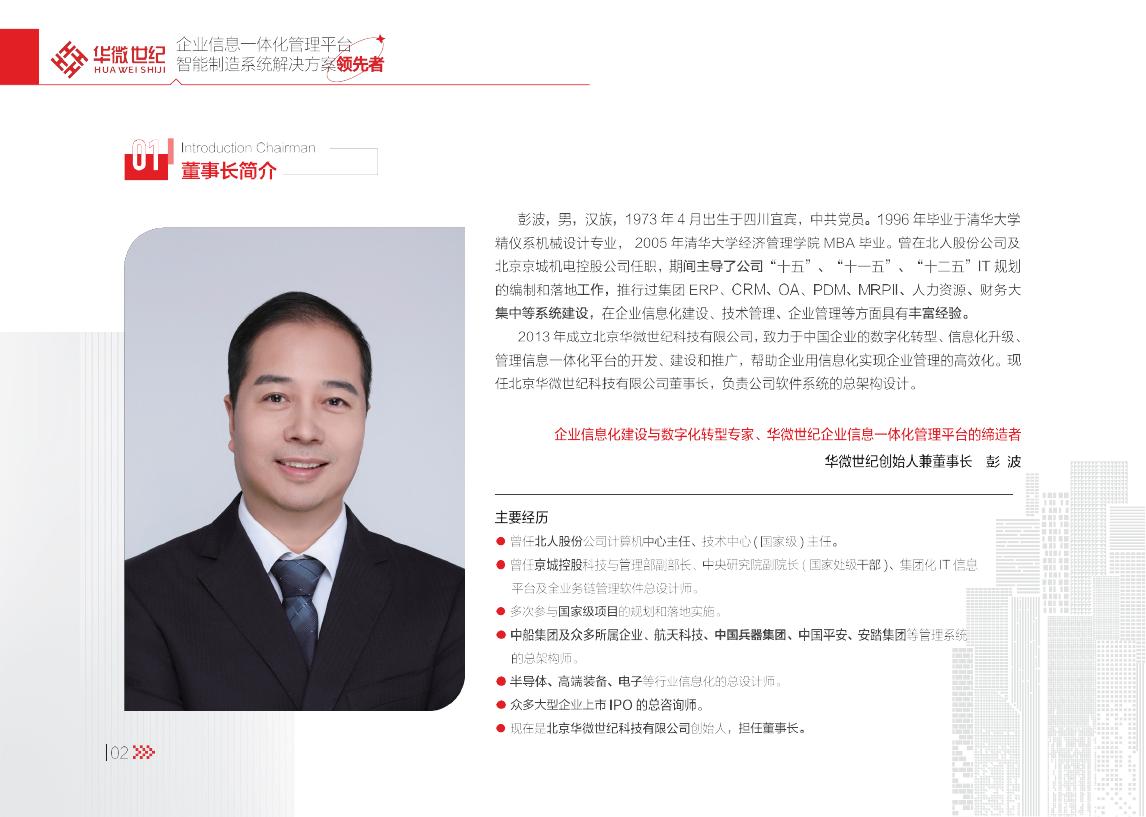 华微世纪
HUA WEI SHIJI
企业信息一体化管理平台
智能制造系统解决方案领先者
01
Introduction Chairman
董事长简介
彭波，男，汉族，1973 年 4 月出生于四川宜宾，中共党员。1996 年毕业于清华大学
精仪系机械设计专业， 2005 年清华大学经济管理学院 MBA 毕业。曾在北人股份公司及
北京京城机电控股公司任职，期间主导了公司“十五”、“十一五”、“十二五”IT 规划
的编制和落地工作，推行过集团 ERP、CRM、OA、PDM、MRPII、人力资源、财务大
集中等系统建设，在企业信息化建设、技术管理、企业管理等方面具有丰富经验。
2013 年成立北京华微世纪科技有限公司，致力于中国企业的数字化转型、信息化升级、
管理信息一体化平台的开发、建设和推广，帮助企业用信息化实现企业管理的高效化。现
任北京华微世纪科技有限公司董事长，负责公司软件系统的总架构设计。
企业信息化建设与数字化转型专家、华微世纪企业信息一体化管理平台的缔造者
华微世纪创始人兼董事长 彭 波
主要经历
曾任北人股份公司计算机中心主任、技术中心 ( 国家级 ) 主任。
曾任京城控股科技与管理部副部长、中央研究院副院长 ( 国家处级干部 )、集团化 IT 信息
平台及全业务链管理软件总设计师。
多次参与国家级项目的规划和落地实施。
中船集团及众多所属企业、航天科技、中国兵器集团、中国平安、安踏集团等管理系统
的总架构师。
半导体、高端装备、电子等行业信息化的总设计师。
众多大型企业上市 IPO 的总咨询师。
现在是北京华微世纪科技有限公司创始人，担任董事长。
02